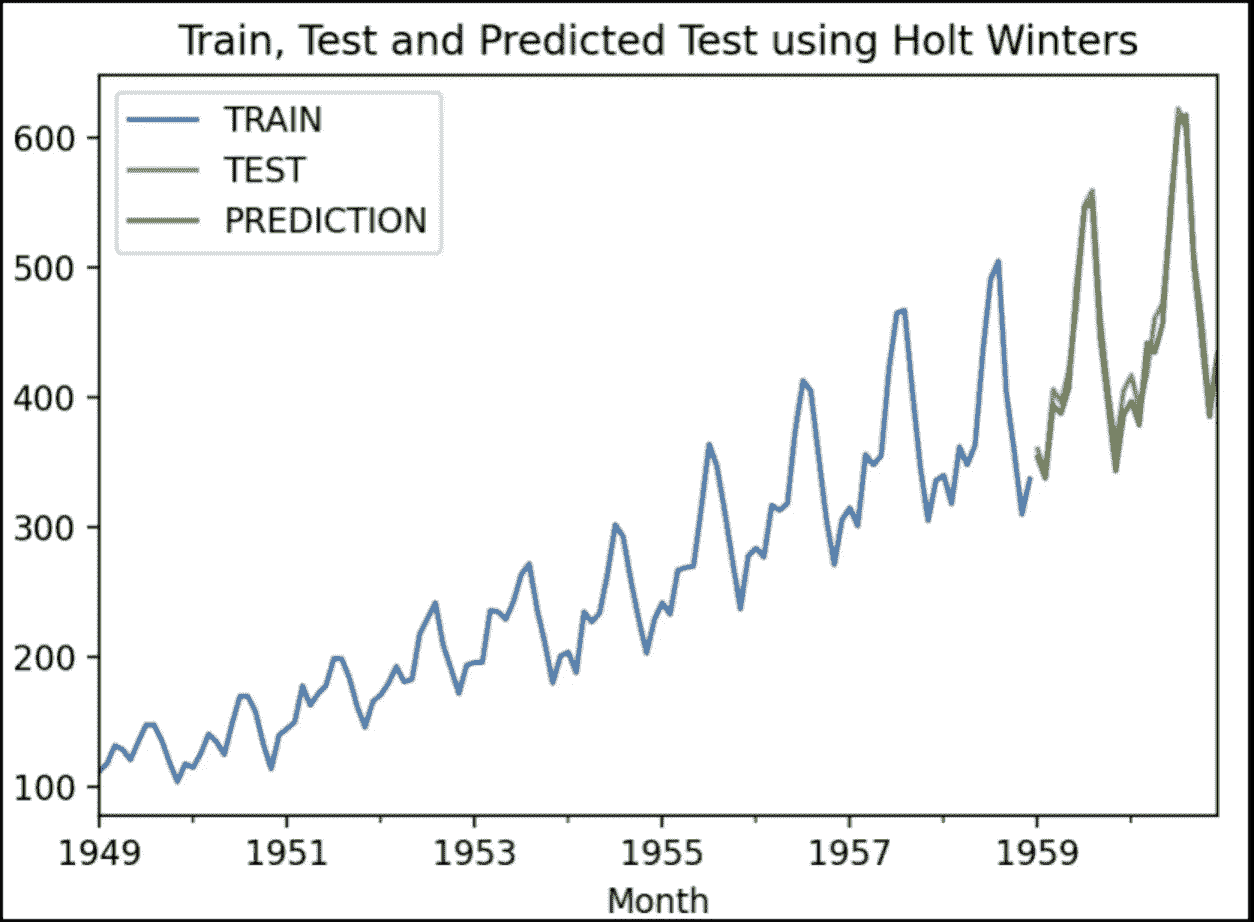 Train, Test and Predicted Test using Holt Winters
TRAIN
TEST
PREDICTION
600
500
400
300
200
100
1949 1951 1953 1955 1957 1959
Month